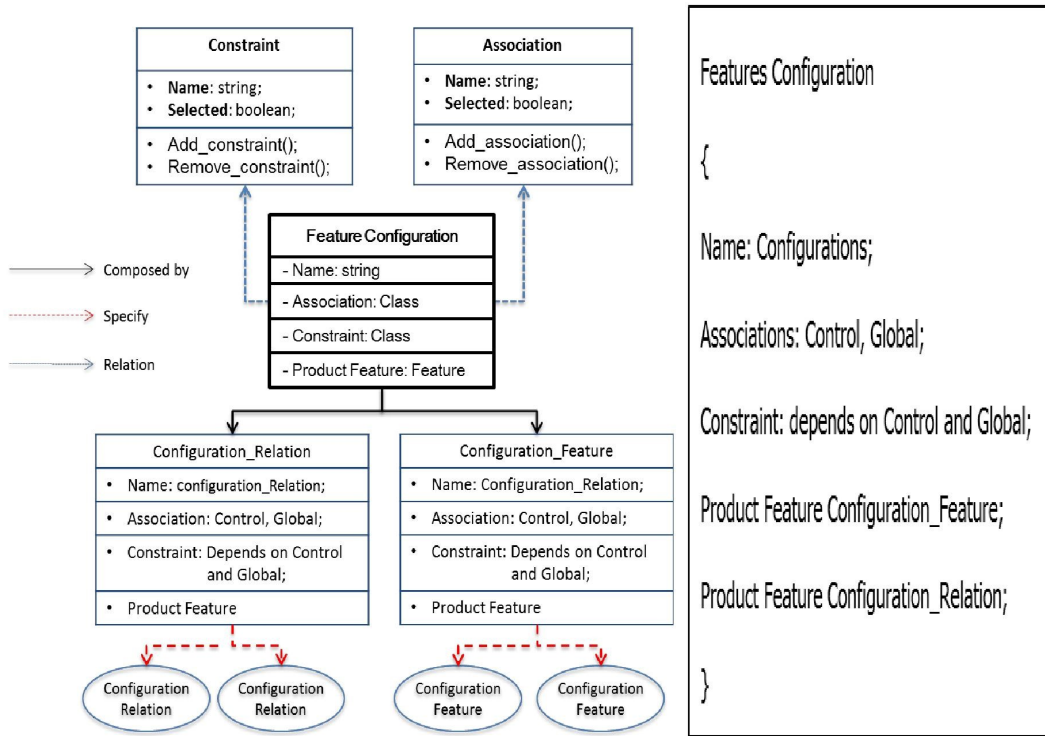 Constraint
• Name: string;
• Selected: boolean;
• Add_constraint();
• Remove_constraint();
Association
• Name: string;
• Selected: boolean;
• Add_association();
• Remove_association();
Feature Configuration
- Name: string
- Association: Class
- Constraint: Class
- Product Feature: Feature
Composed by
Specify
Relation
Configuration_Relation
• Name: configuration_Relation;
• Association: Control, Global;
• Constraint: Depends on Control
and Global;
• Product Feature
Configuration_Feature
• Name: Configuration_Relation;
• Association: Control, Global;
• Constraint: Depends on Control
and Global;
• Product Feature
Configuration
Relation
Configuration
Relation
Configuration
Feature
Configuration
Feature
Features Configuration
{
Name: Configurations;
Associations: Control, Global;
Constraint: depends on Control and Global;
Product Feature Configuration_Feature;
Product Feature Configuration_Relation;
}